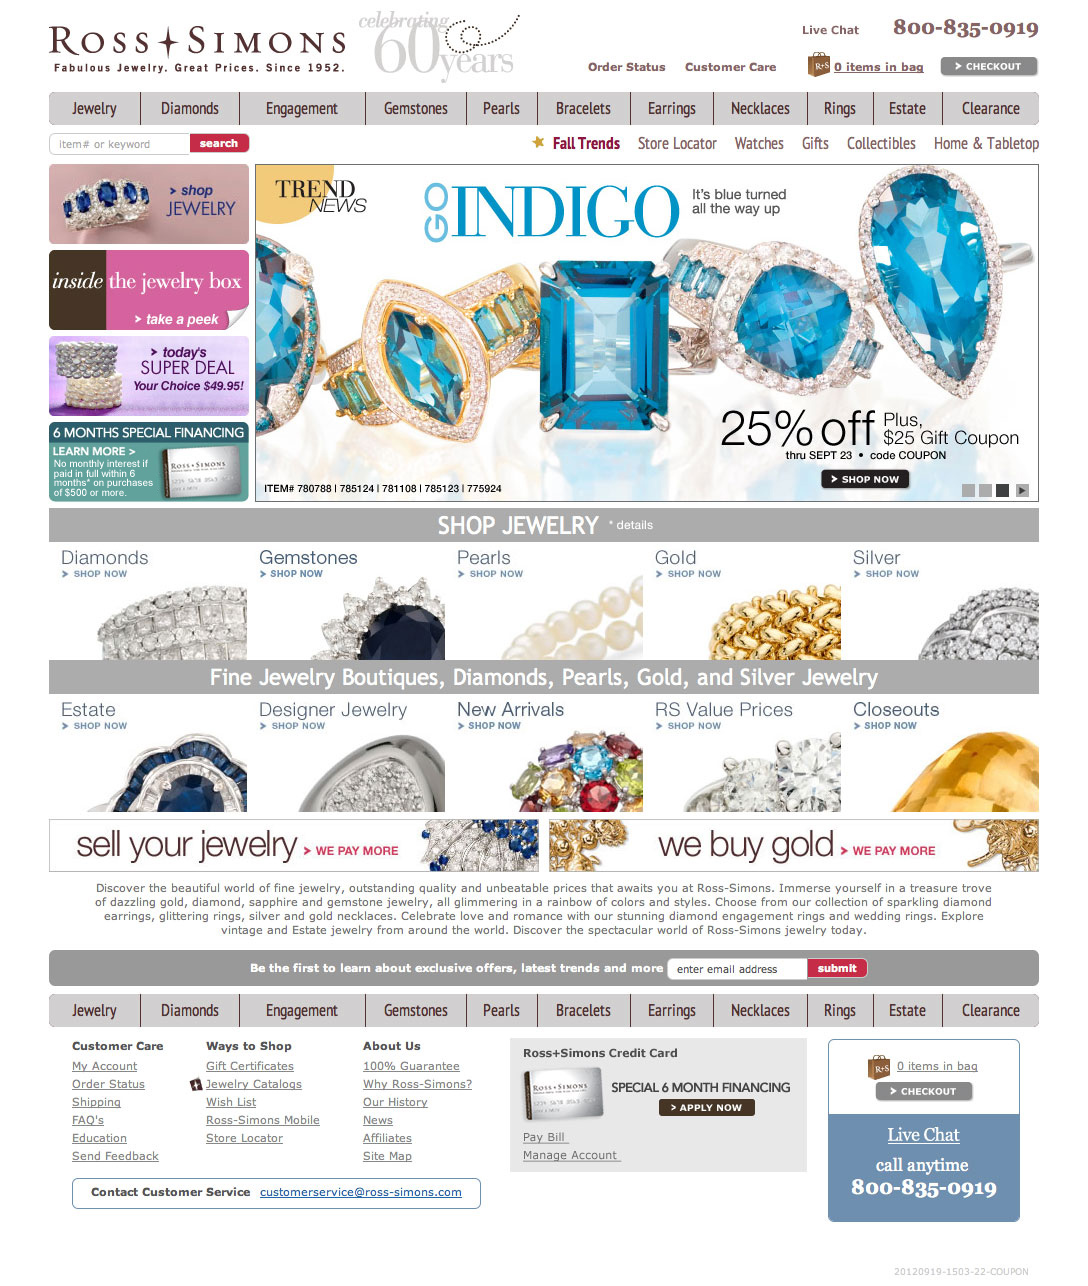 Ross+Simons
Fabulous Jewelry. Great Prices. Since 1952.
celebrating
60 years
Live Chat
800-835-0919
Order Status
Customer Care
R+S
0 items in bag
> CHECKOUT
Jewelry
Diamonds
Engagement
Gemstones
Pearls
Bracelets
Earrings
Necklaces
Rings
Estate
Clearance
item# or keyword
search
Fall Trends
Store Locator
Watches
Gifts
Collectibles
Home & Tabletop
> shop
JEWELRY
inside the jewelry box
> take a peek
> today's
SUPER DEAL
Your Choice $49.95!
6 MONTHS SPECIAL FINANCING
LEARN MORE >
No monthly interest if
paid in full within 6
months* on purchases
of $500 or more.
Ross+Simons
TREND
NEWS
GO INDIGO
It's blue turned
all the way up
25% off Plus,
$25 Gift Coupon
thru SEPT 23 • code COUPON
> SHOP NOW
ITEM# 780788 | 785124 | 781108 | 785123 | 775924
SHOP JEWELRY * details
Diamonds
> SHOP NOW
Gemstones
> SHOP NOW
Pearls
> SHOP NOW
Gold
> SHOP NOW
Silver
> SHOP NOW
Fine Jewelry Boutiques, Diamonds, Pearls, Gold, and Silver Jewelry
Estate
> SHOP NOW
Designer Jewelry
> SHOP NOW
New Arrivals
> SHOP NOW
RS Value Prices
> SHOP NOW
Closeouts
> SHOP NOW
sell your jewelry > WE PAY MORE
we buy gold > WE PAY MORE
Discover the beautiful world of fine jewelry, outstanding quality and unbeatable prices that awaits you at Ross-Simons. Immerse yourself in a treasure trove
of dazzling gold, diamond, sapphire and gemstone jewelry, all glimmering in a rainbow of colors and styles. Choose from our collection of sparkling diamond
earrings, glittering rings, silver and gold necklaces. Celebrate love and romance with our stunning diamond engagement rings and wedding rings. Explore
vintage and Estate jewelry from around the world. Discover the spectacular world of Ross-Simons jewelry today.
Be the first to learn about exclusive offers, latest trends and more
enter email address
submit
Jewelry
Diamonds
Engagement
Gemstones
Pearls
Bracelets
Earrings
Necklaces
Rings
Estate
Clearance
Customer Care
My Account
Order Status
Shipping
FAQ's
Education
Send Feedback
Ways to Shop
Gift Certificates
Jewelry Catalogs
Wish List
Ross-Simons Mobile
Store Locator
About Us
100% Guarantee
Why Ross-Simons?
Our History
News
Affiliates
Site Map
Contact Customer Service customerservice@ross-simons.com
Ross+Simons Credit Card
Ross+Simons
SPECIAL 6 MONTH FINANCING
> APPLY NOW
Pay Bill
Manage Account
R+S
0 items in bag
> CHECKOUT
Live Chat
call anytime
800-835-0919
20120919-1503-22-COUPON